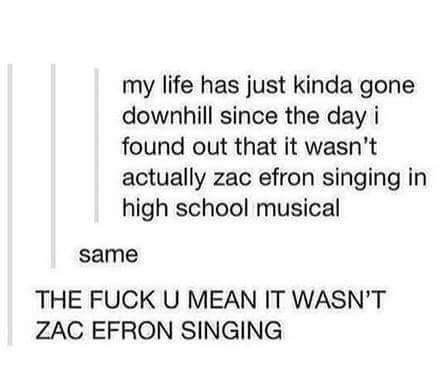 my life has just kinda gone
downhill since the day i
found out that it wasn't
actually zac efron singing in
high school musical
same
THE FUCK U MEAN IT WASN'T
ZAC EFRON SINGING